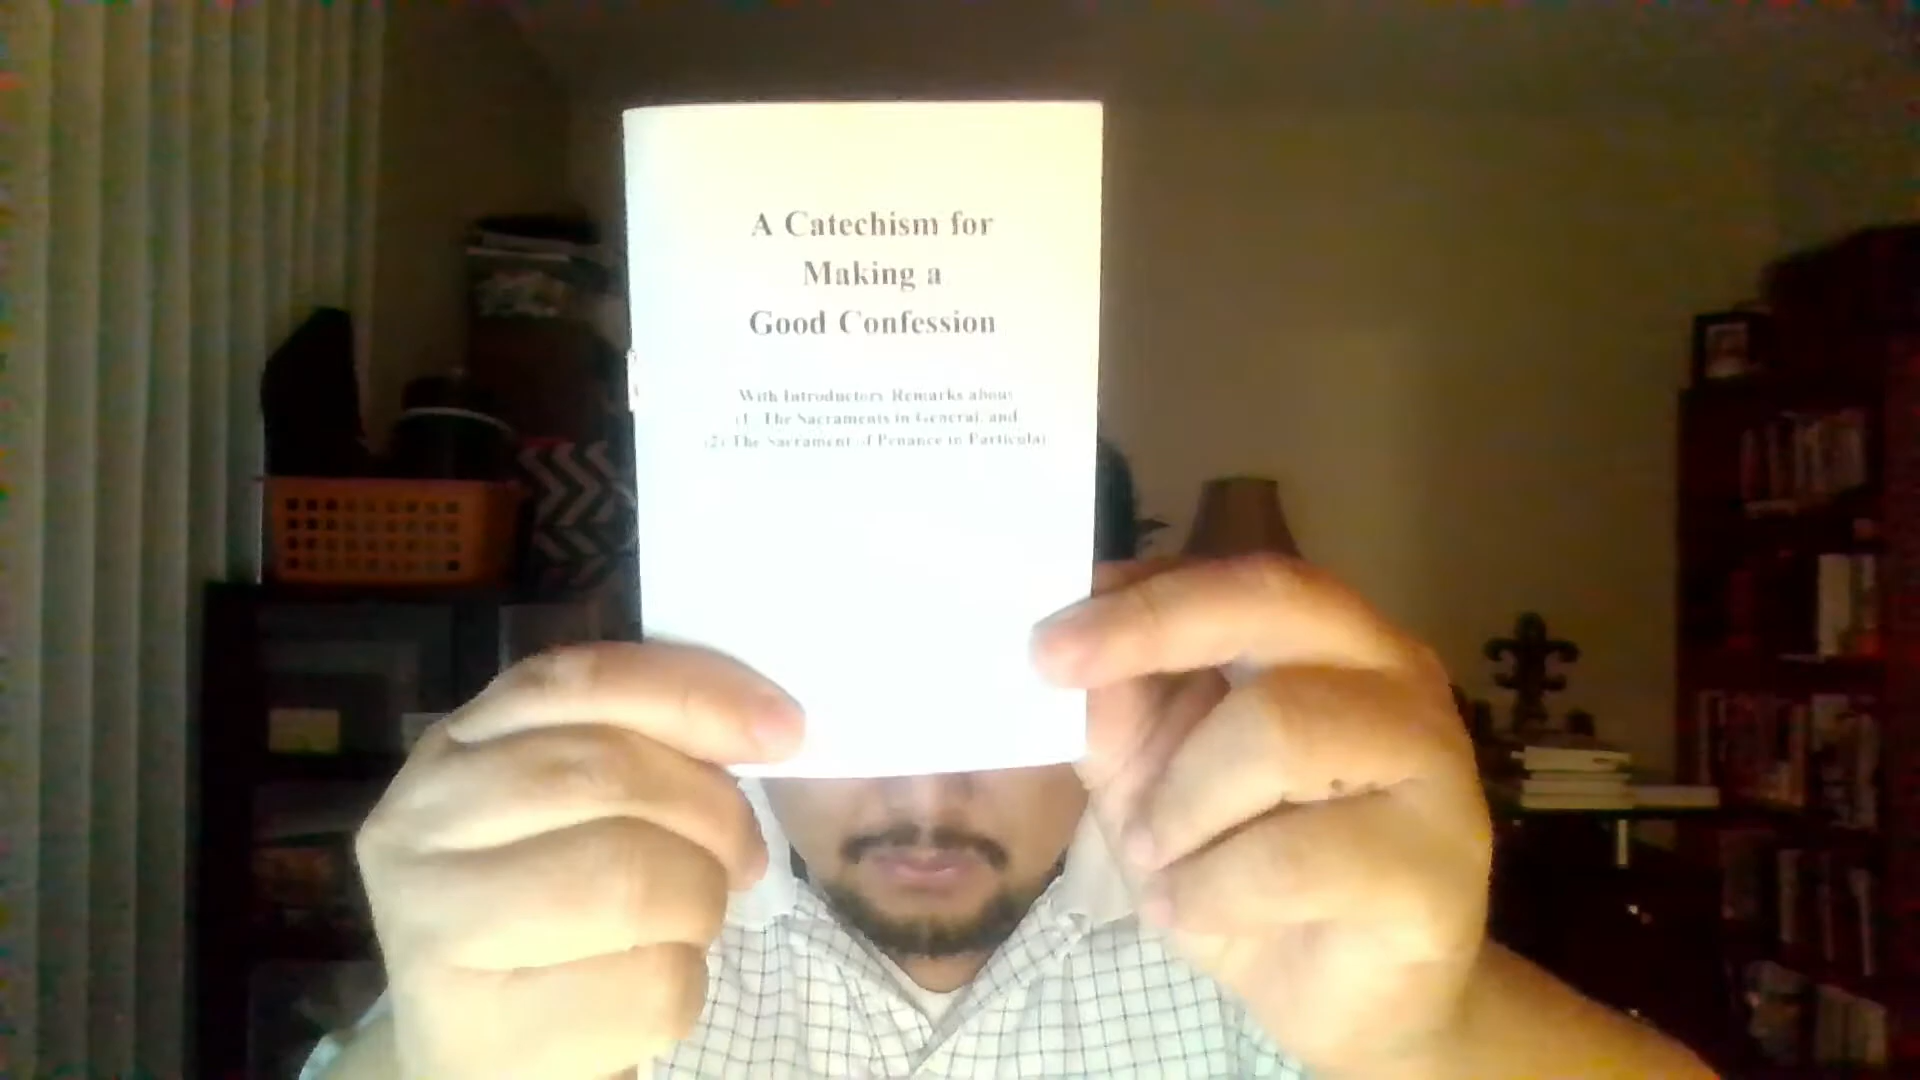 A Catechism for
Making a
Good Confession
With Introductory Remarks about
(1) The Sacraments in General, and
(2) The Sacrament of Penance in Particular